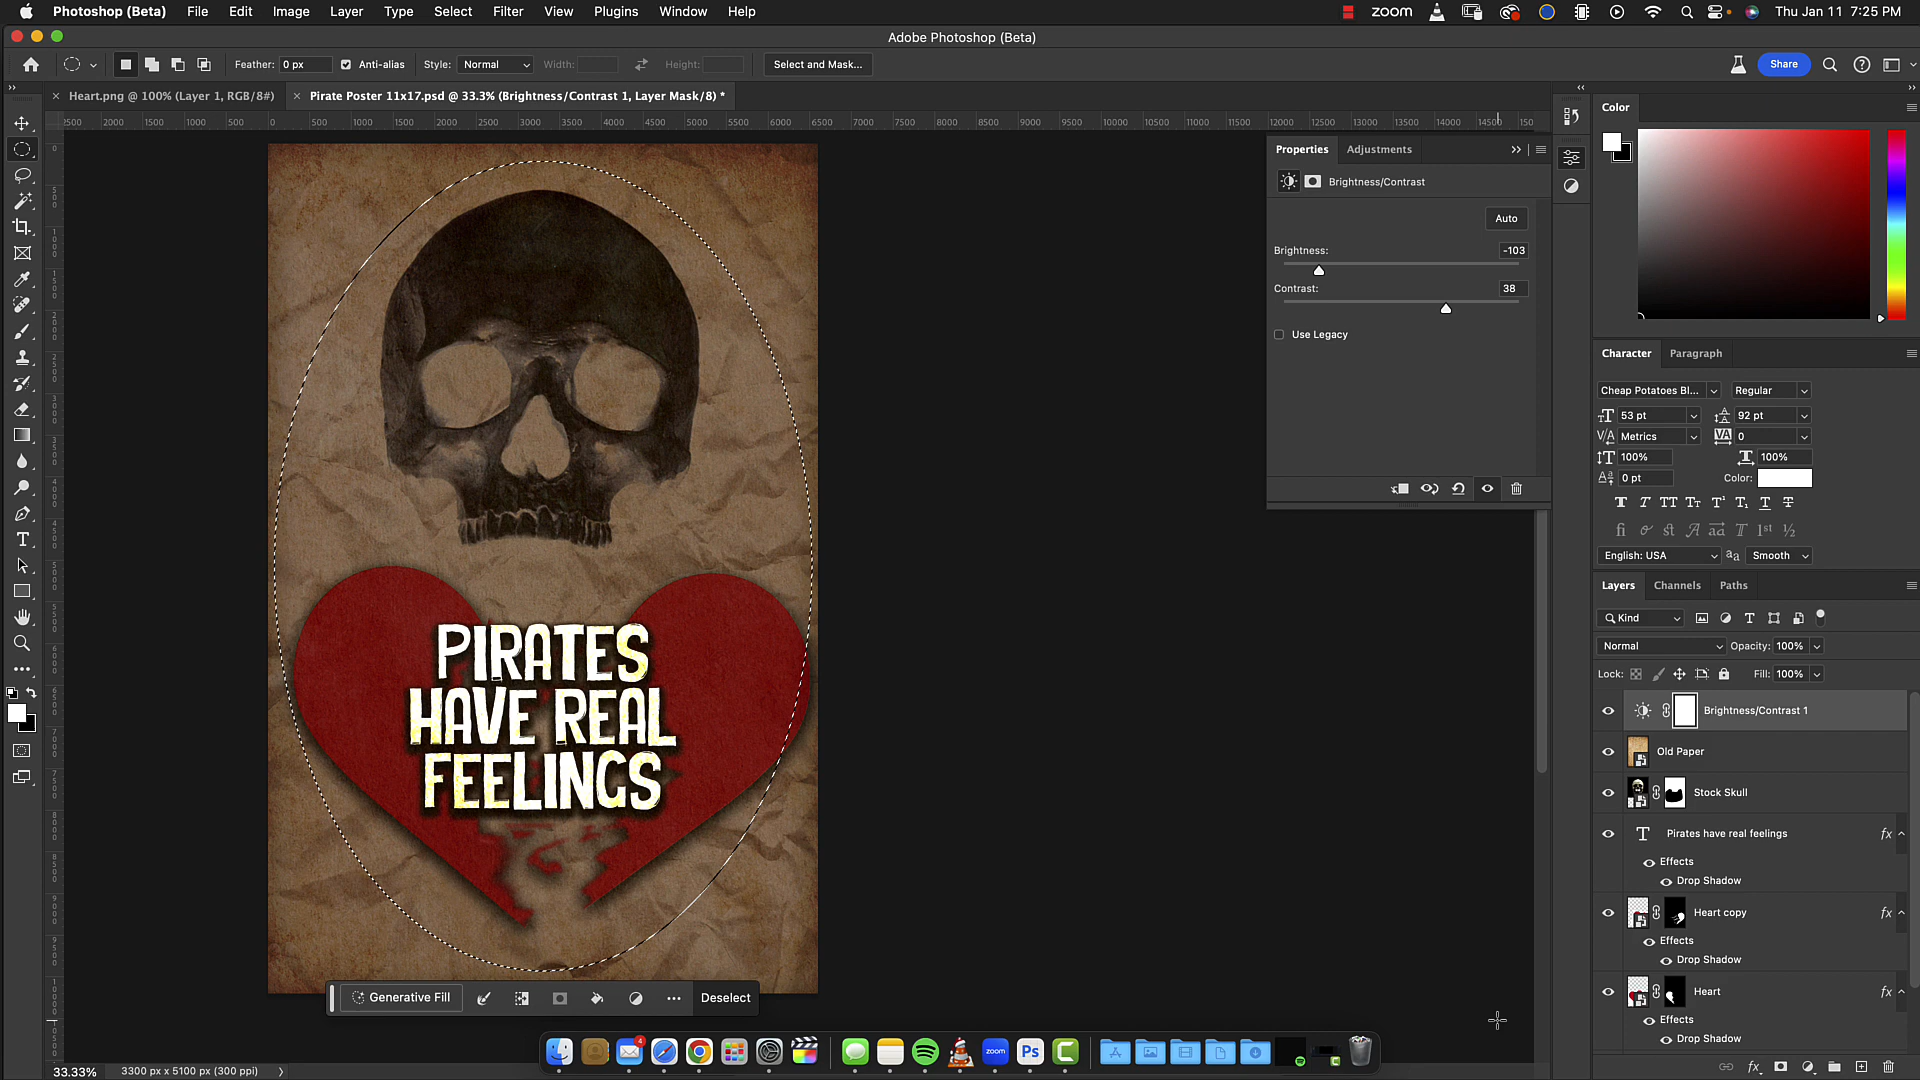 Photoshop (Beta) File Edit Image Layer Type Select Filter View Plugins Window Help zoom Thu Jan 11 7:25 PM
Adobe Photoshop (Beta)
Feather: 0 px Anti-alias Style: Normal Width: Height: Select and Mask... Share
Heart.png @ 100% (Layer 1, RGB/8#) Pirate Poster 11x17.psd @ 33.3% (Brightness/Contrast 1, Layer Mask/8) *
Color
Properties Adjustments
Brightness/Contrast
Auto
Brightness: -103
Contrast: 38
Use Legacy
Character Paragraph
Cheap Potatoes Bl... Regular
53 pt 92 pt
Metrics 0
100% 100%
0 pt Color:
English: USA Smooth
Layers Channels Paths
Kind
Normal Opacity: 100%
Lock: Fill: 100%
Brightness/Contrast 1
Old Paper
Stock Skull
Pirates have real feelings fx
Effects
Drop Shadow
Heart copy fx
Effects
Drop Shadow
Heart fx
Effects
Drop Shadow
PIRATES
HAVE REAL
FEELINGS
Generative Fill Deselect
33.33% 3300 px x 5100 px (300 ppi)